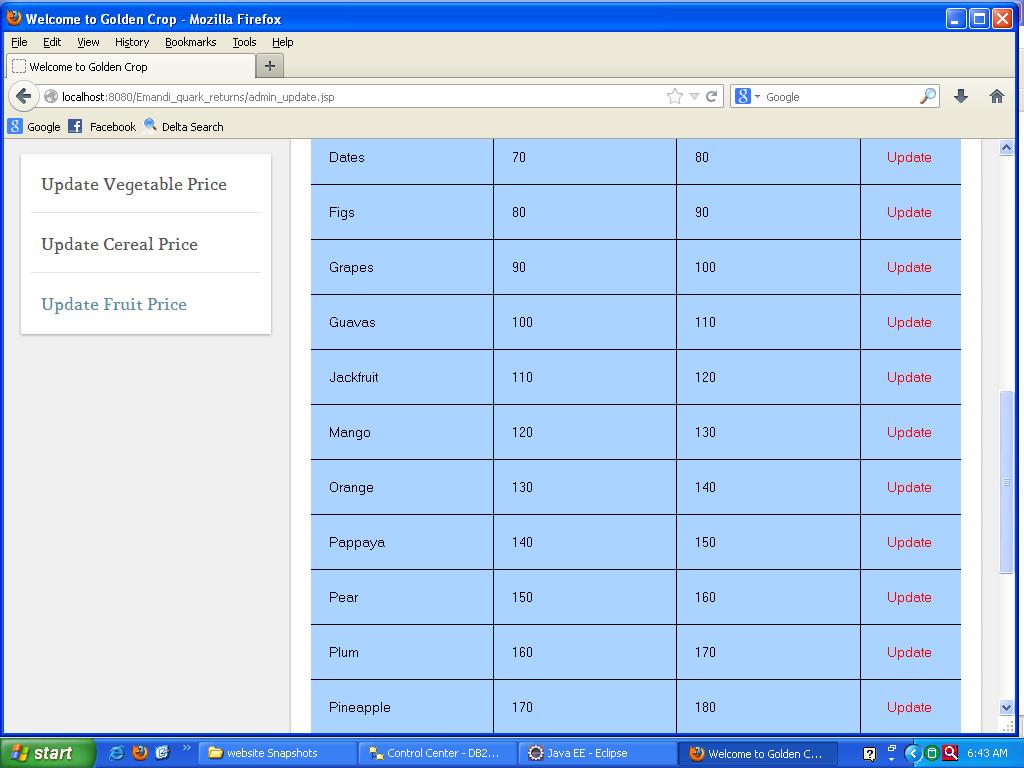 Welcome to Golden Crop - Mozilla Firefox
File Edit View History Bookmarks Tools Help
Welcome to Golden Crop
localhost:8080/Emandi_quark_returns/admin_update.jsp Google
Google Facebook Delta Search
Update Vegetable Price
Update Cereal Price
Update Fruit Price
Dates 70 80 Update
Figs 80 90 Update
Grapes 90 100 Update
Guavas 100 110 Update
Jackfruit 110 120 Update
Mango 120 130 Update
Orange 130 140 Update
Pappaya 140 150 Update
Pear 150 160 Update
Plum 160 170 Update
Pineapple 170 180 Update
start website Snapshots Control Center - DB2... Java EE - Eclipse Welcome to Golden C... 6:43 AM